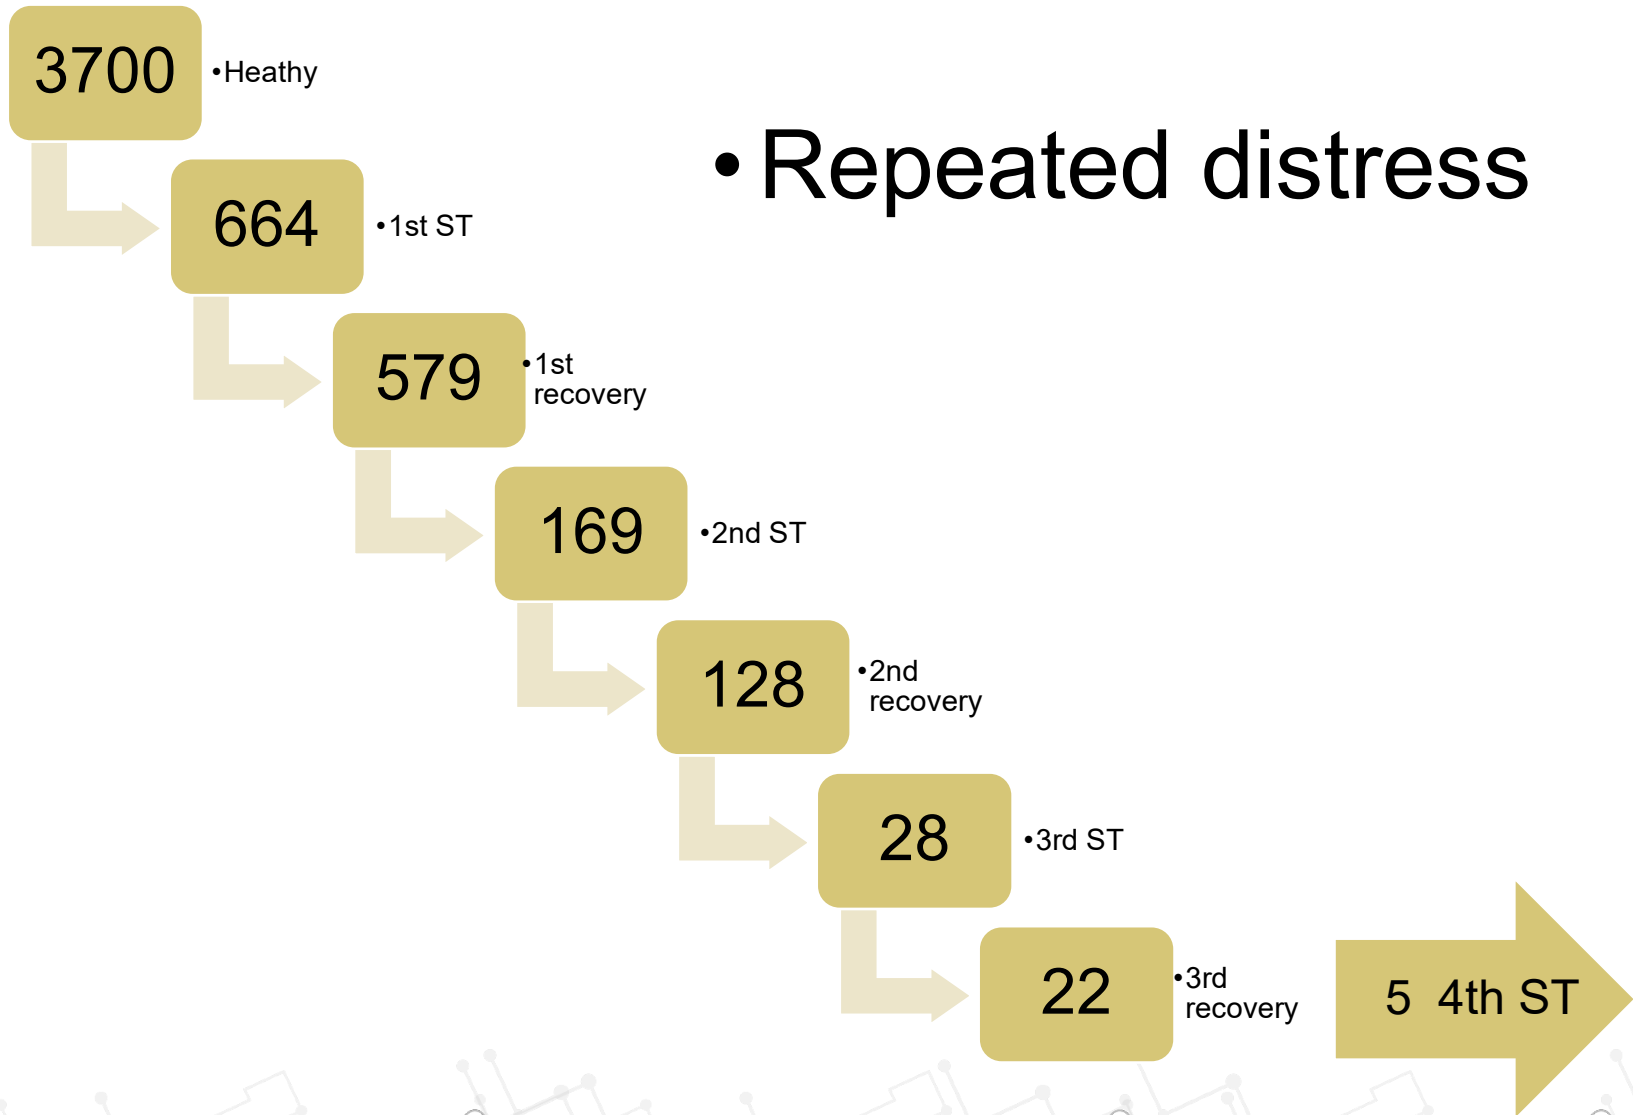 3700
•Heathy
•Repeated distress
664
•1st ST
579
•1st
recovery
169
•2nd ST
128
•2nd
recovery
28
•3rd ST
22
•3rd
recovery
5 4th ST